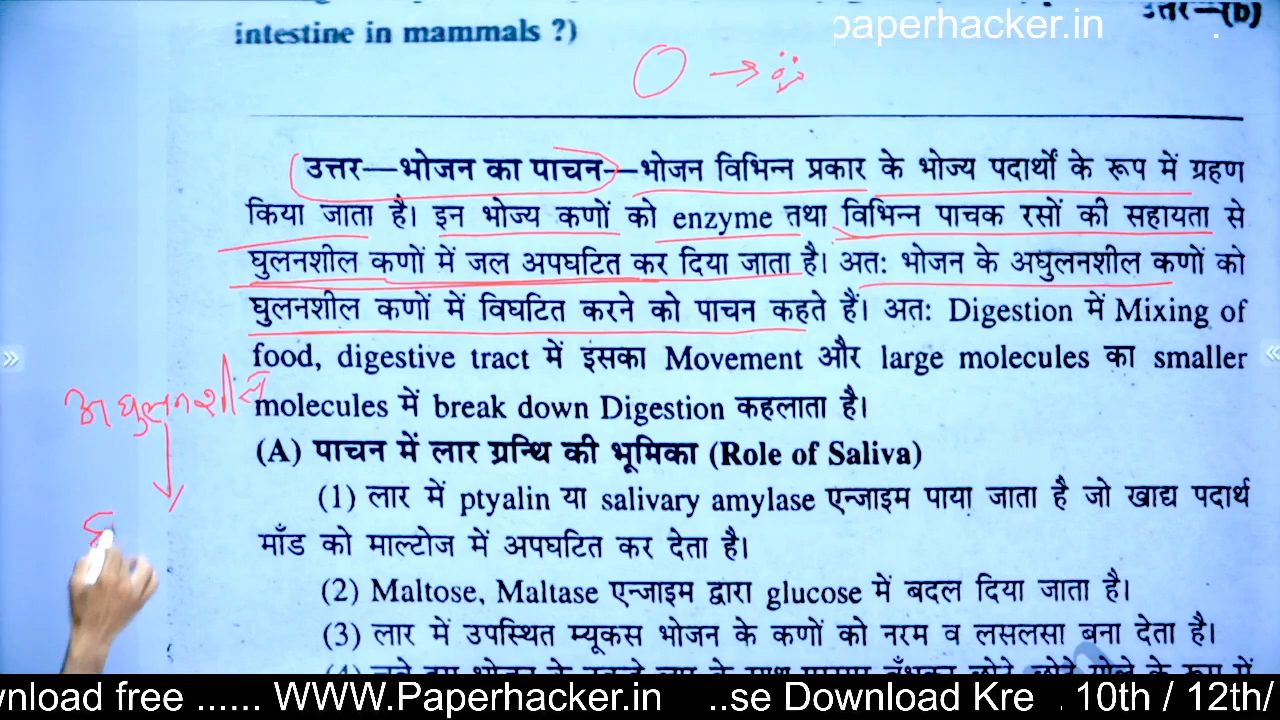 उत्तर—(b)
paperhacker.in
intestine in mammals ?)
उत्तर—भोजन का पाचन—भोजन विभिन्न प्रकार के भोज्य पदार्थों के रूप में ग्रहण
किया जाता है। इन भोज्य कणों को enzyme तथा विभिन्न पाचक रसों की सहायता से
घुलनशील कणों में जल अपघटित कर दिया जाता है। अतः भोजन के अघुलनशील कणों को
घुलनशील कणों में विघटित करने को पाचन कहते हैं। अतः Digestion में Mixing of
food, digestive tract में इसका Movement और large molecules का smaller
molecules में break down Digestion कहलाता है।
अघुलनशील
(A) पाचन में लार ग्रन्थि की भूमिका (Role of Saliva)
(1) लार में ptyalin या salivary amylase एन्जाइम पाया जाता है जो खाद्य पदार्थ
माँड को माल्टोज में अपघटित कर देता है।
(2) Maltose, Maltase एन्जाइम द्वारा glucose में बदल दिया जाता है।
(3) लार में उपस्थित म्यूकस भोजन के कणों को नरम व लसलसा बना देता है।
wnload free ...... WWW.Paperhacker.in ..se Download Kre . 10th / 12th/